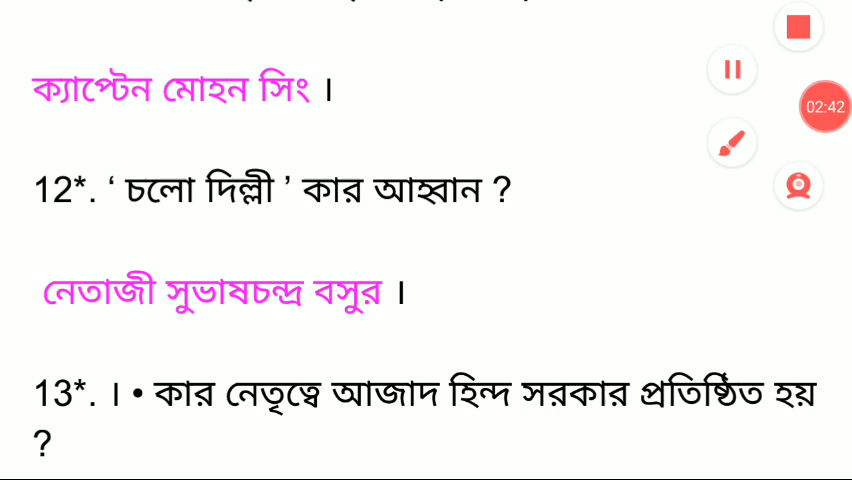 ক্যাপ্টেন মোহন সিং ।
12*. ‘ চলো দিল্লী ’ কার আহ্বান ?
নেতাজী সুভাষচন্দ্র বসুর ।
13*. । • কার নেতৃত্বে আজাদ হিন্দ সরকার প্রতিষ্ঠিত হয়
?
02:42